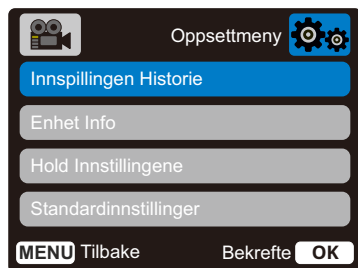 Oppsettmeny
Innspillingen Historie
Enhet Info
Hold Innstillingene
Standardinnstillinger
MENU Tilbake Bekrefte OK